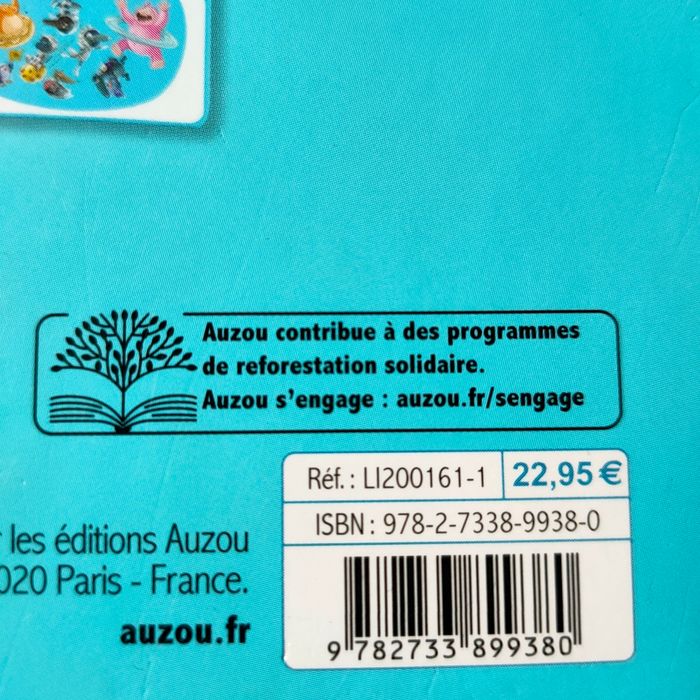 Auzou contribue à des programmes
de reforestation solidaire.
Auzou s'engage : auzou.fr/sengage
Réf.: LI200161-1
22,95 €
ISBN : 978-2-7338-9938-0
les éditions Auzou
020 Paris - France.
auzou.fr
9 782733 899380